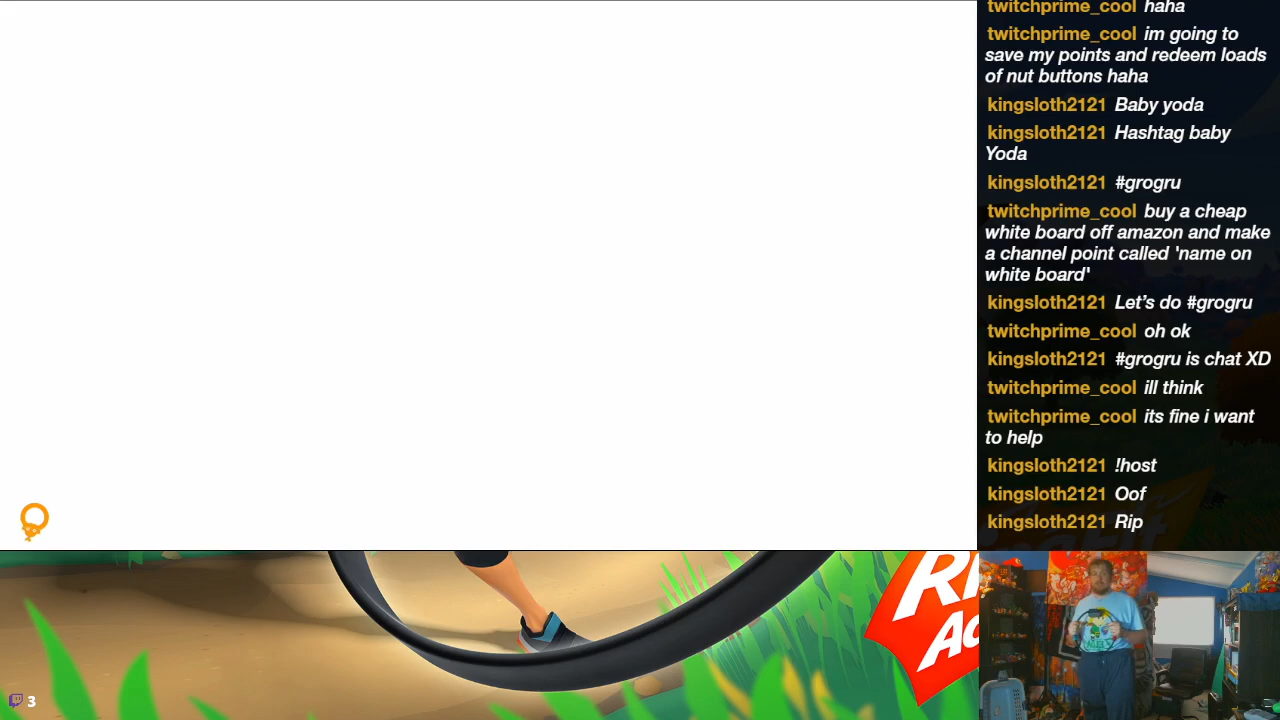 twitchprime_cool haha
twitchprime_cool im going to
save my points and redeem loads
of nut buttons haha
kingsloth2121 Baby yoda
kingsloth2121 Hashtag baby
Yoda
kingsloth2121 #grogru
twitchprime_cool buy a cheap
white board off amazon and make
a channel point called 'name on
white board'
kingsloth2121 Let's do #grogru
twitchprime_cool oh ok
kingsloth2121 #grogru is chat XD
twitchprime_cool ill think
twitchprime_cool its fine i want
to help
kingsloth2121 !host
kingsloth2121 Oof
kingsloth2121 Rip
3